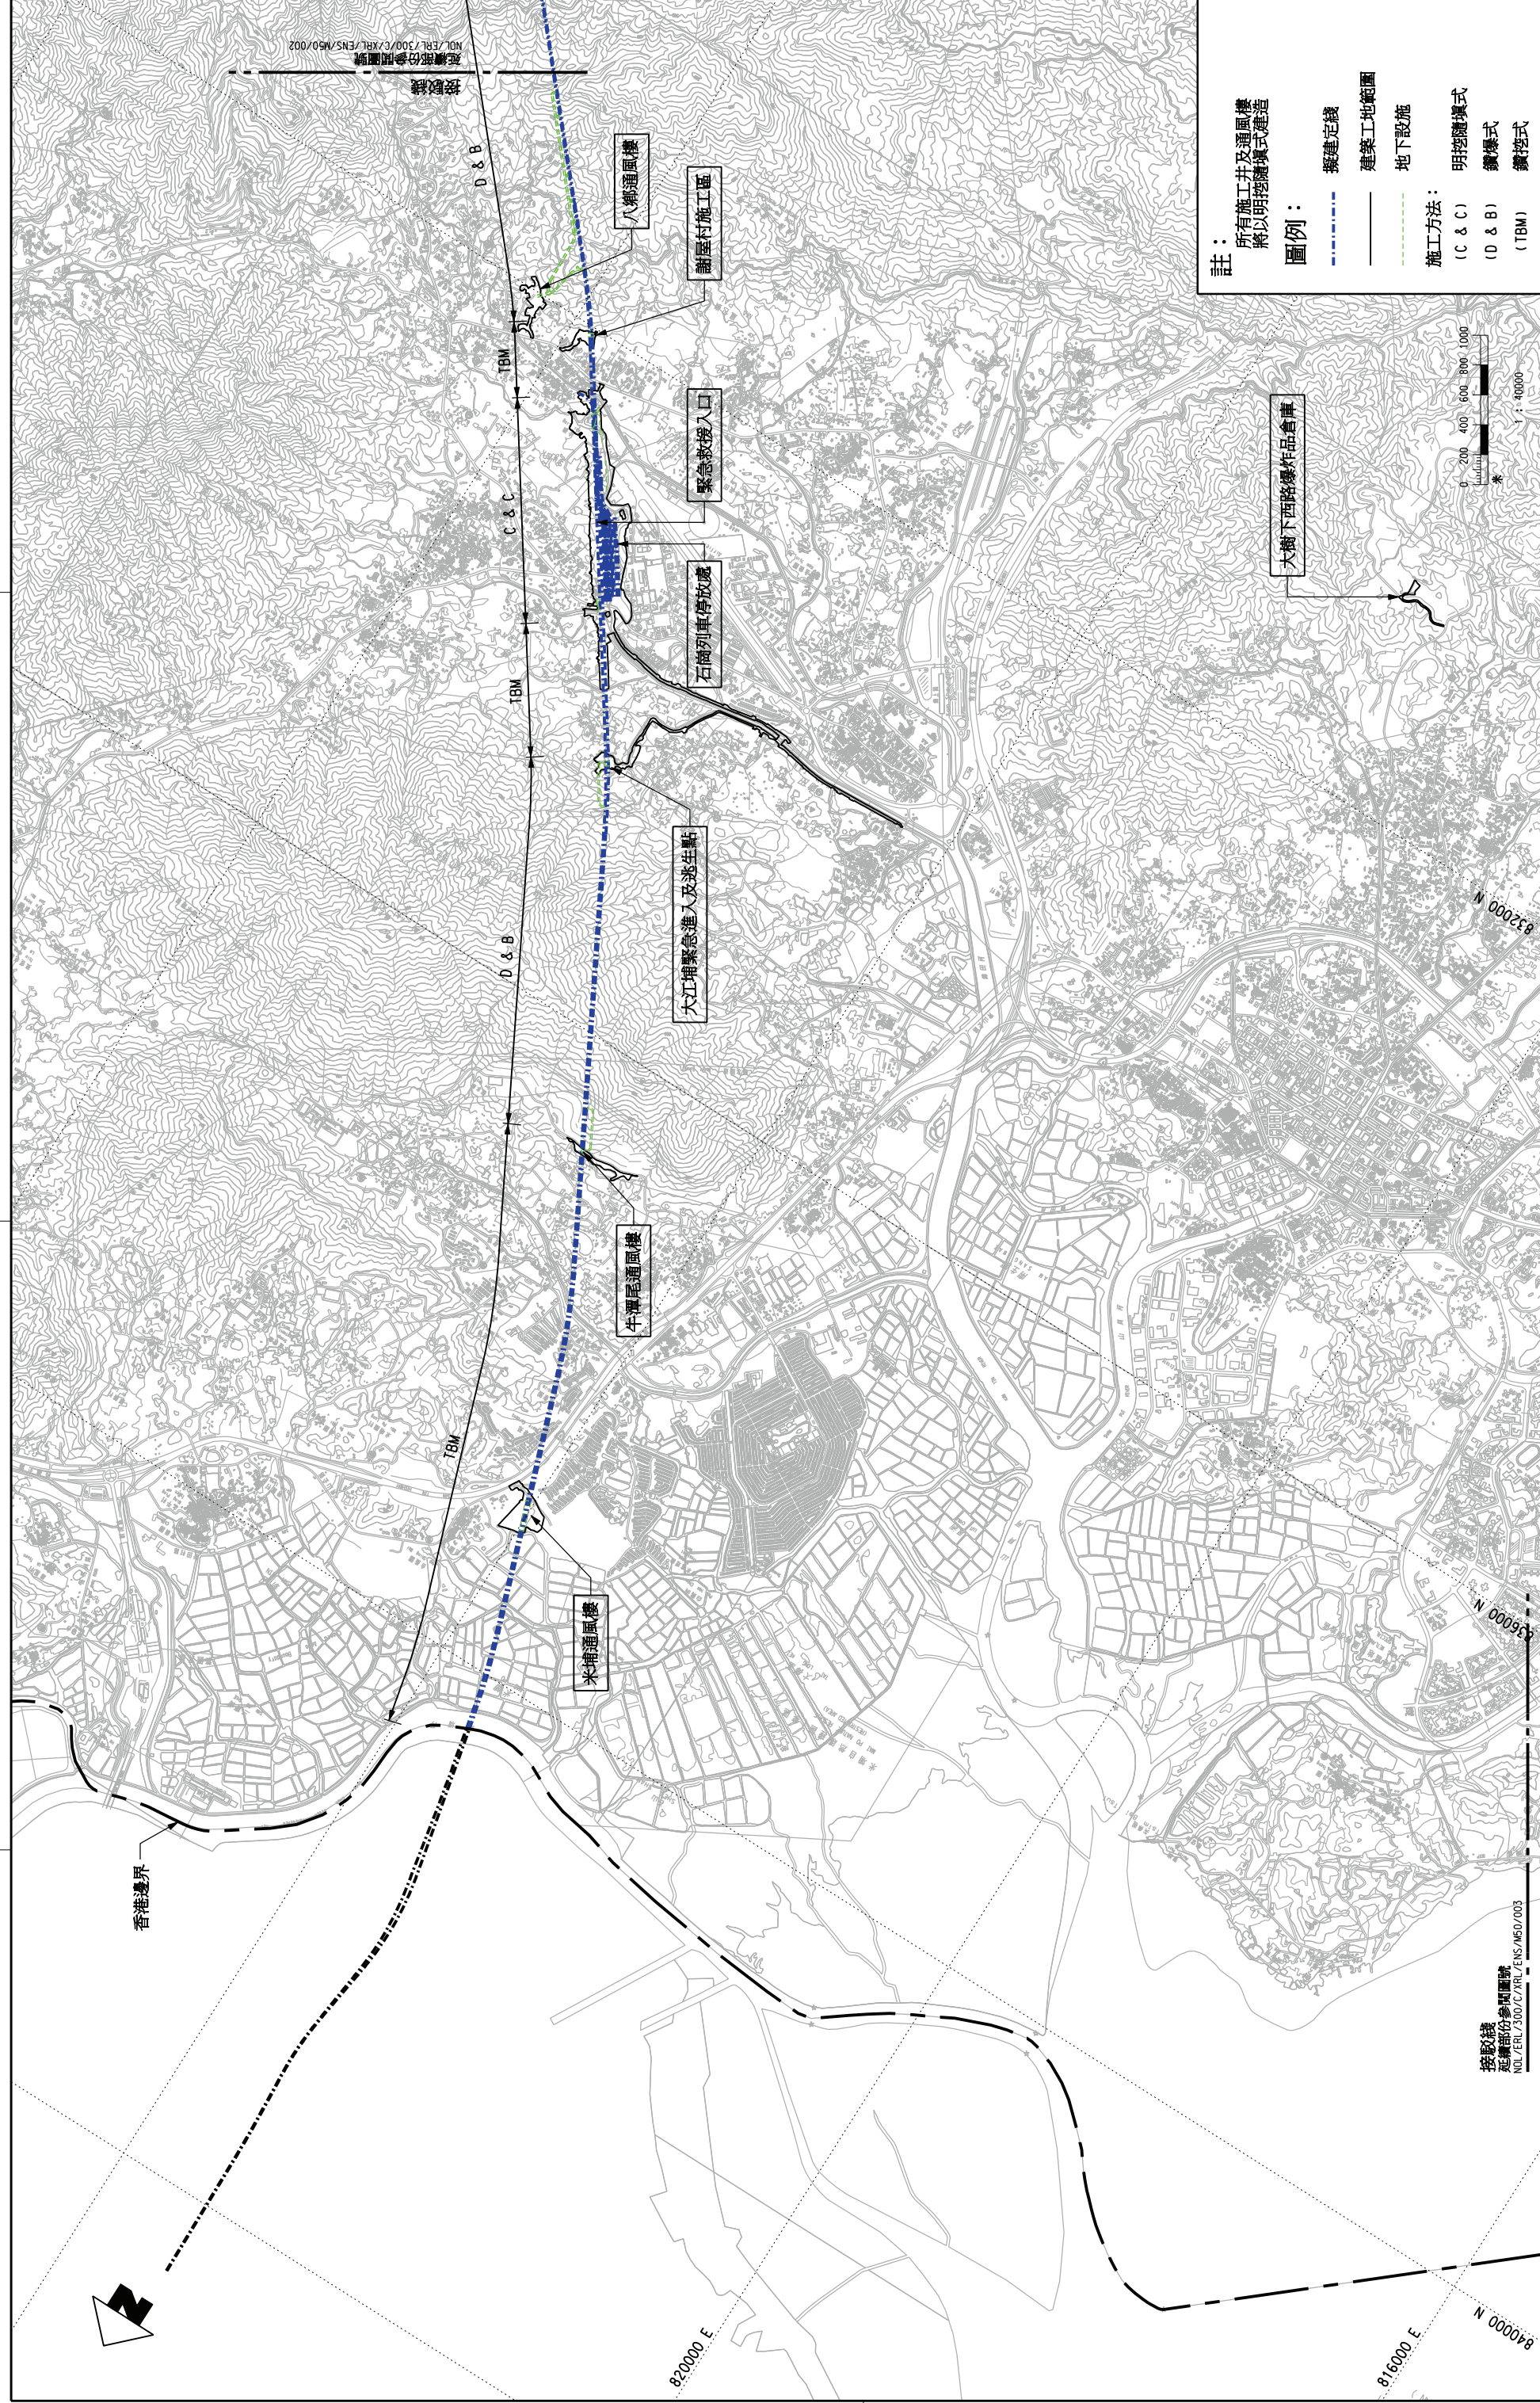 接駁綫
延續部份參閱圖號
NOL/ERL/300/C/XRL/ENS/M50/002
D & B
TBM
C & C
TBM
D & B
TBM
八鄉通風樓
謝屋村施工區
緊急救援入口
石崗列車停放處
大江埔緊急進入及逃生點
牛潭尾通風樓
米埔通風樓
大樹下西路爆炸品倉庫
香港邊界
N
820000 E
816000 E
832000 N
836000 N
840000 N
接駁綫
延續部份參閱圖號
NOL/ERL/300/C/XRL/ENS/M50/003
註：
所有施工井及通風樓
將以明挖隨填式建造
圖例：
擬建定綫
建築工地範圍
地下設施
施工方法：
(C & C) 明挖隨填式
(D & B) 鑽爆式
(TBM) 鑽挖式
0 200 400 600 800 1000
米
1 : 40000